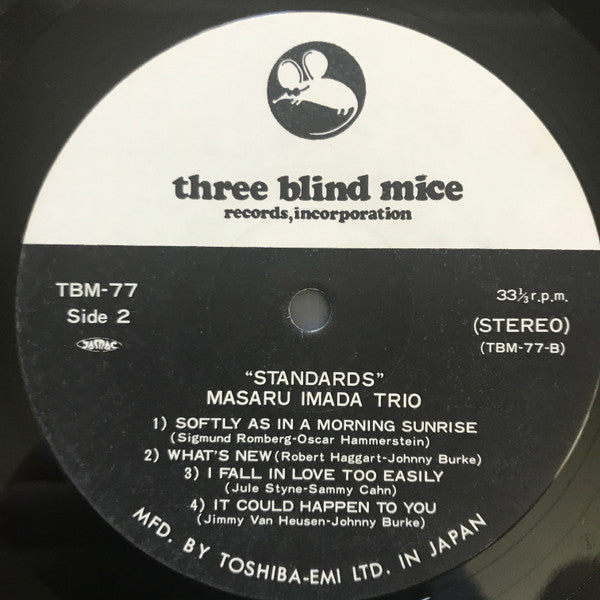 three blind mice
records, incorporation
TBM-77
33⅓ r.p.m.
Side 2
(STEREO)
JASRAC
(TBM-77-B)
"STANDARDS"
MASARU IMADA TRIO
1) SOFTLY AS IN A MORNING SUNRISE
(Sigmund Romberg-Oscar Hammerstein)
2) WHAT'S NEW (Robert Haggart-Johnny Burke)
3) I FALL IN LOVE TOO EASILY
(Jule Styne-Sammy Cahn)
4) IT COULD HAPPEN TO YOU
(Jimmy Van Heusen-Johnny Burke)
MFD. BY TOSHIBA-EMI LTD. IN JAPAN